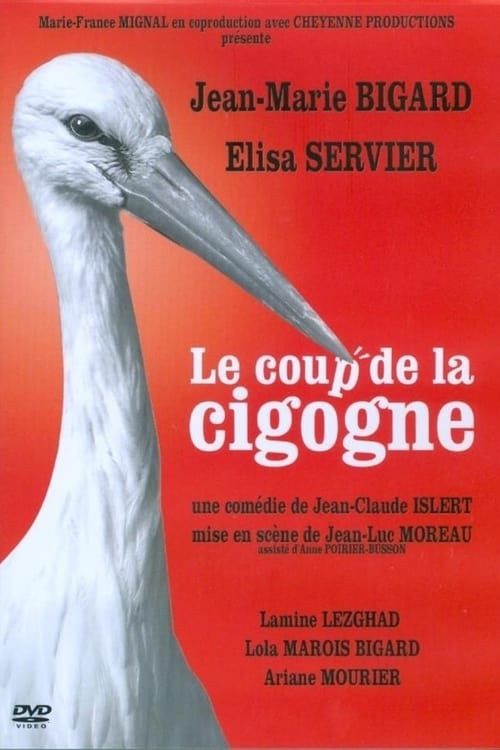 Marie-France MIGNAL en coproduction avec CHEYENNE PRODUCTIONS
présente
Jean-Marie BIGARD
Elisa SERVIER
Le coup de la
cigogne
une comédie de Jean-Claude ISLERT
mise en scène de Jean-Luc MOREAU
assisté d'Anne POIRIER-BUSSON
Lamine LEZGHAD
Lola MAROIS BIGARD
Ariane MOURIER
DVD
VIDEO